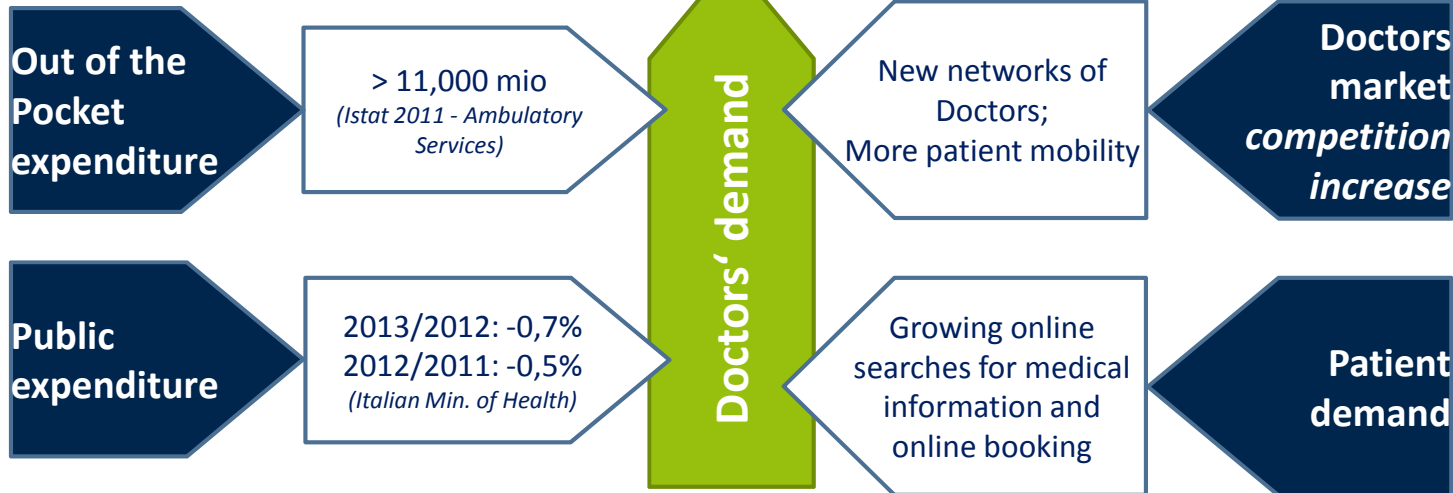 Out of the
Pocket
expenditure
> 11,000 mio
(Istat 2011 - Ambulatory
Services)
Doctors‘ demand
New networks of
Doctors;
More patient mobility
Doctors
market
competition
increase
Public
expenditure
2013/2012: -0,7%
2012/2011: -0,5%
(Italian Min. of Health)
Growing online
searches for medical
information and
online booking
Patient
demand